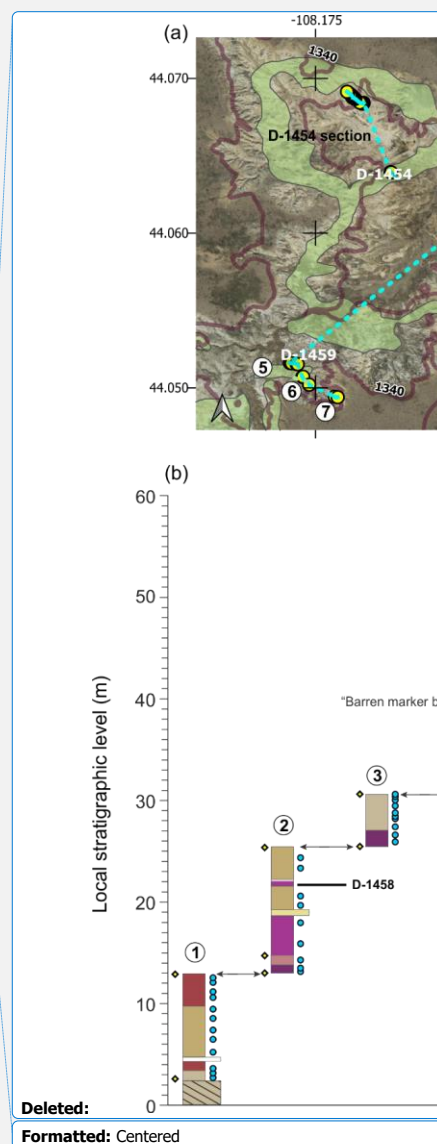 (a)
-108.175
44.070
1340
D-1454 section
D-1454
44.060
D-1459
5
44.050
6
7
1340
(b)
60
50
40
"Barren marker b
30
3
2
20
D-1458
1
10
0
Local stratigraphic level (m)
Deleted:
Formatted: Centered